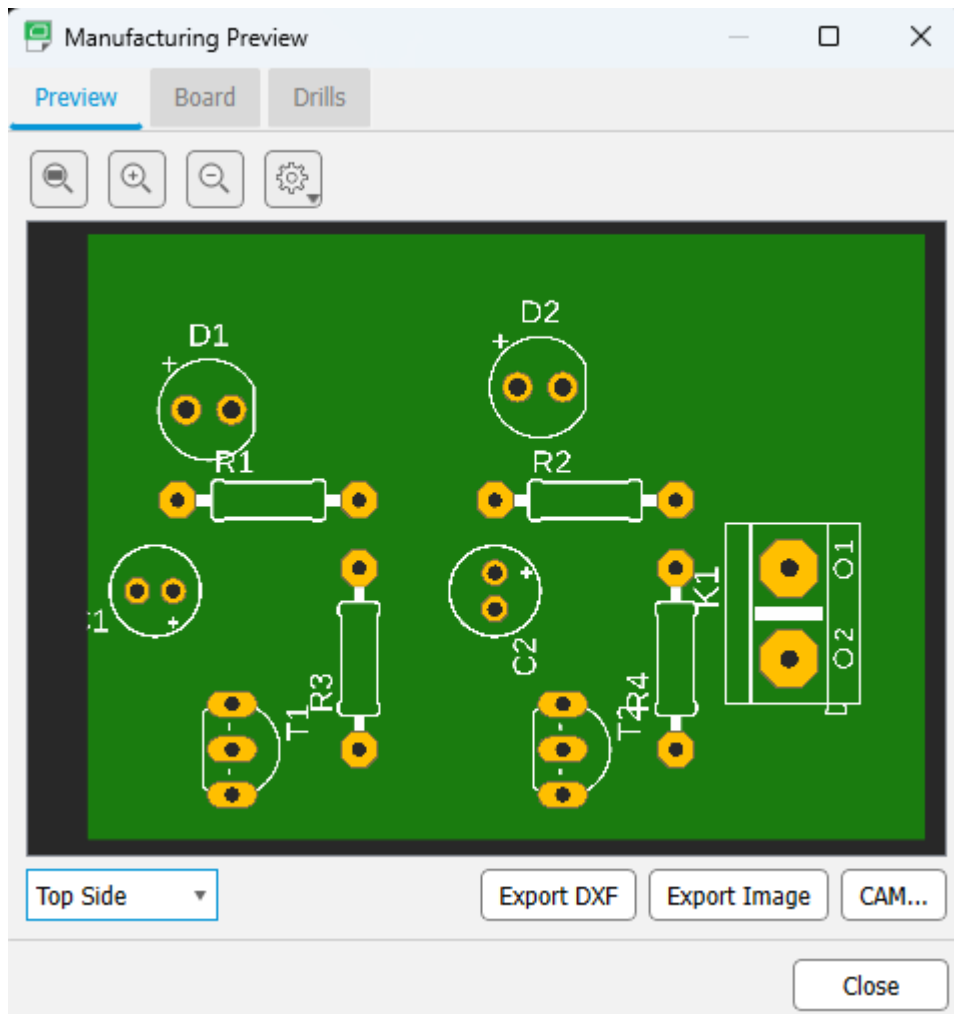 Manufacturing Preview
Preview Board Drills
D1
+
D2
+
R1
R2
1
+
+
C2
R3
T1
R4
K1
O1
O2
Top Side
Export DXF
Export Image
CAM...
Close